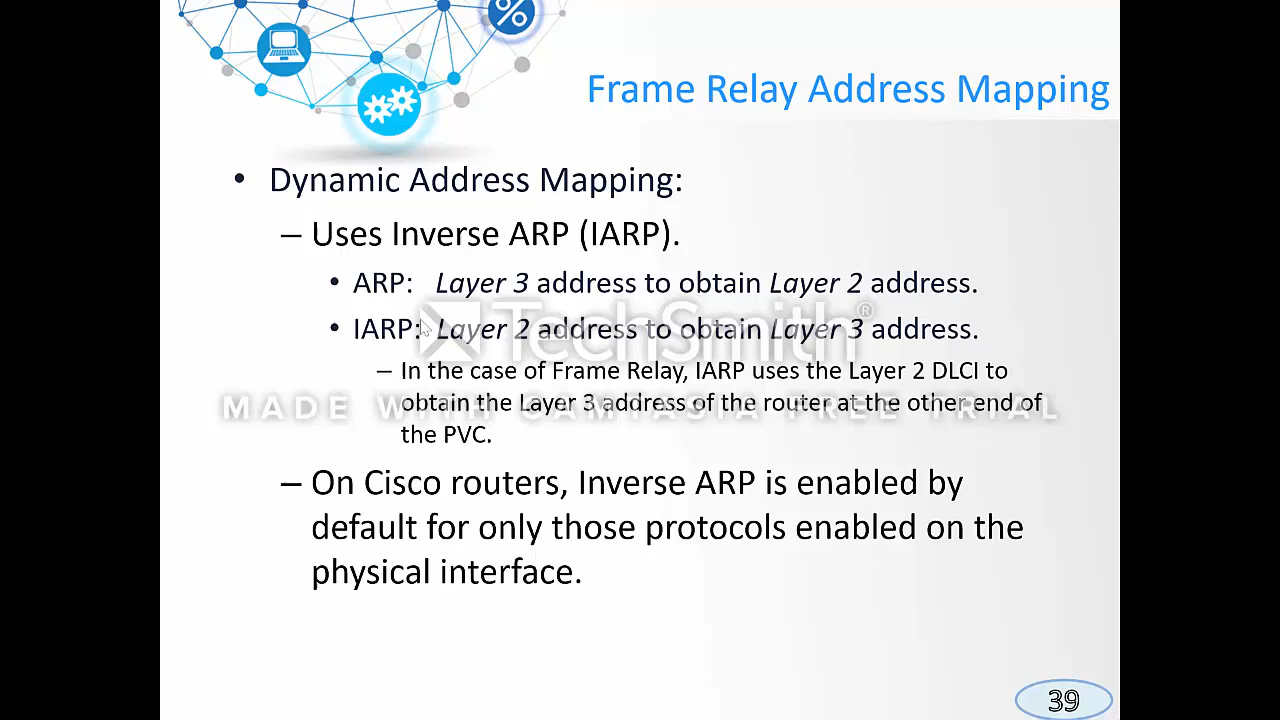 %
Frame Relay Address Mapping
• Dynamic Address Mapping:
– Uses Inverse ARP (IARP).
• ARP: Layer 3 address to obtain Layer 2 address.
• IARP: Layer 2 address to obtain Layer 3 address.
TechSmith®
– In the case of Frame Relay, IARP uses the Layer 2 DLCI to
obtain the Layer 3 address of the router at the other end of
MADE WITH CAMTASIA FREE TRIAL
the PVC.
– On Cisco routers, Inverse ARP is enabled by
default for only those protocols enabled on the
physical interface.
39